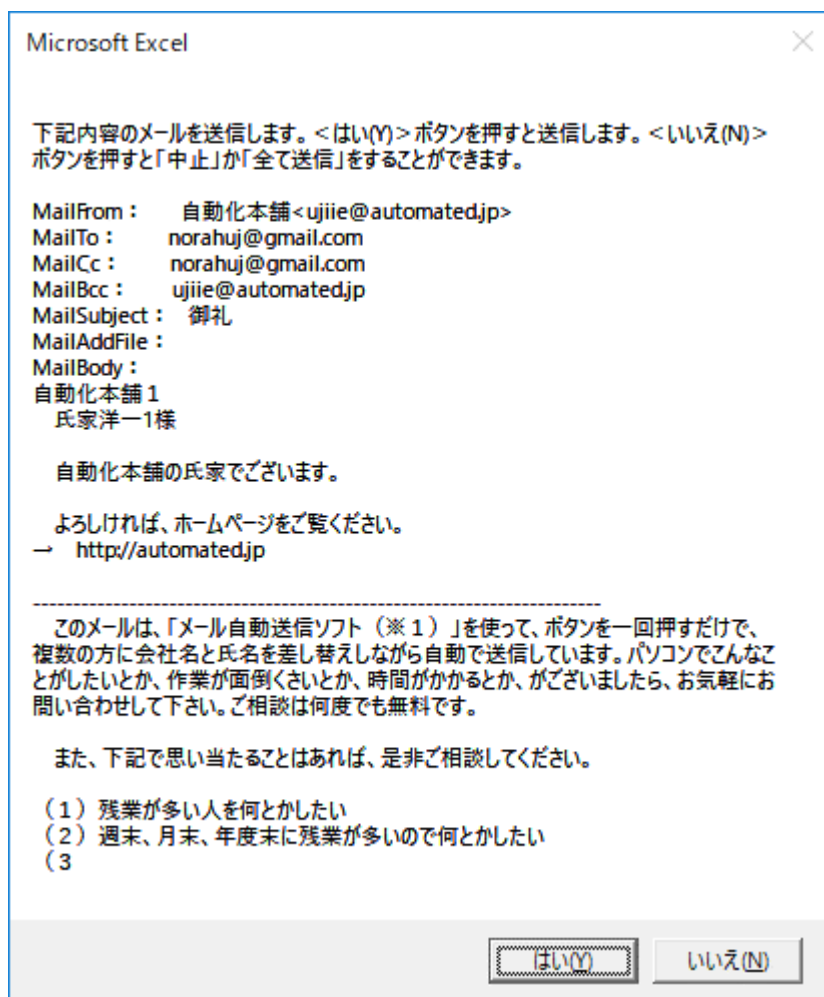 Microsoft Excel
下記内容のメールを送信します。<はい(Y)>ボタンを押すと送信します。<いいえ(N)>
ボタンを押すと「中止」か「全て送信」をすることができます。
MailFrom： 自動化本舗<ujiie@automated.jp>
MailTo： norahuj@gmail.com
MailCc： norahuj@gmail.com
MailBcc： ujiie@automated.jp
MailSubject： 御礼
MailAddFile：
MailBody：
自動化本舗1
氏家洋一1様
自動化本舗の氏家でございます。
よろしければ、ホームページをご覧ください。
→ http://automated.jp
-----------------------------------------------------------------------
このメールは、「メール自動送信ソフト（※１）」を使って、ボタンを一回押すだけで、
複数の方に会社名と氏名を差し替えしながら自動で送信しています。パソコンでこんなこ
とがしたいとか、作業が面倒くさいとか、時間がかかるとか、がございましたら、お気軽にお
問い合わせして下さい。ご相談は何度でも無料です。
また、下記で思い当たることはあれば、是非ご相談してください。
（１）残業が多い人を何とかしたい
（２）週末、月末、年度末に残業が多いので何とかしたい
（３
はい(Y)
いいえ(N)